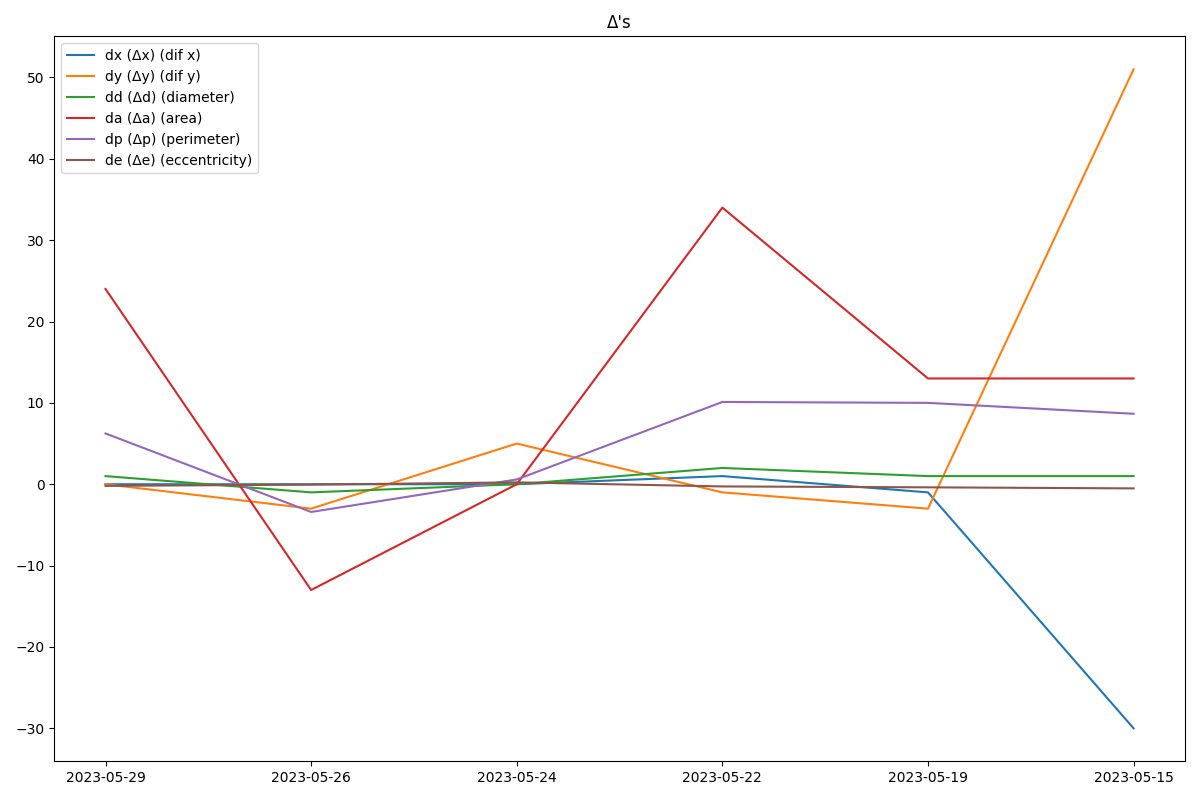 Δ's
dx (Δx) (dif x)
dy (Δy) (dif y)
dd (Δd) (diameter)
da (Δa) (area)
dp (Δp) (perimeter)
de (Δe) (eccentricity)
50
40
30
20
10
0
−10
−20
−30
2023-05-29 2023-05-26 2023-05-24 2023-05-22 2023-05-19 2023-05-15